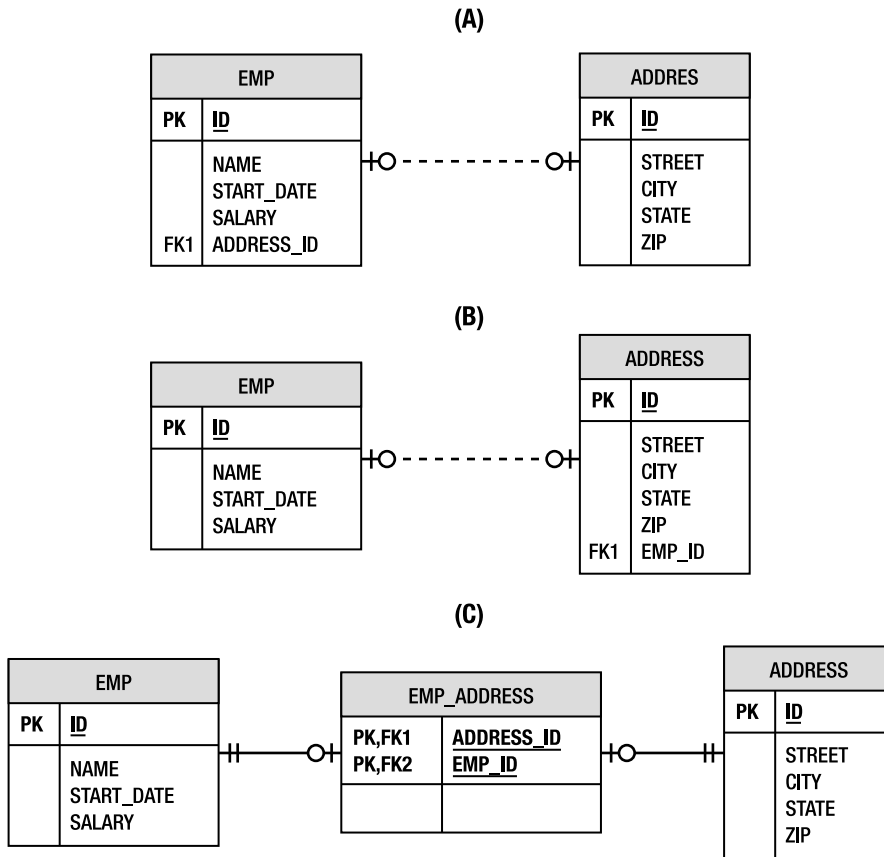 (A)
EMP
PK ID
NAME
START_DATE
SALARY
FK1 ADDRESS_ID
ADDRES
PK ID
STREET
CITY
STATE
ZIP
(B)
EMP
PK ID
NAME
START_DATE
SALARY
ADDRESS
PK ID
STREET
CITY
STATE
ZIP
FK1 EMP_ID
(C)
EMP
PK ID
NAME
START_DATE
SALARY
EMP_ADDRESS
PK,FK1 ADDRESS_ID
PK,FK2 EMP_ID
ADDRESS
PK ID
STREET
CITY
STATE
ZIP